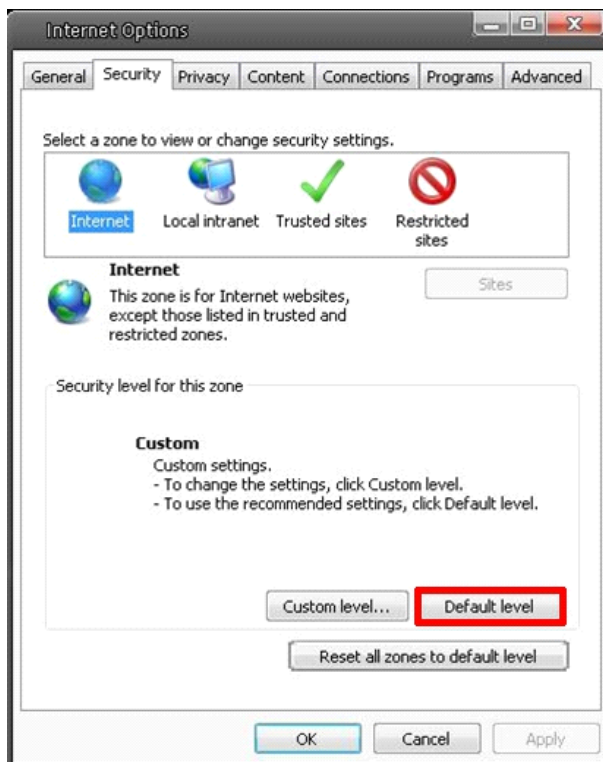 Internet Options
General Security Privacy Content Connections Programs Advanced
Select a zone to view or change security settings.
Internet Local intranet Trusted sites Restricted
sites
Internet
This zone is for Internet websites,
except those listed in trusted and
restricted zones.
Sites
Security level for this zone
Custom
Custom settings.
- To change the settings, click Custom level.
- To use the recommended settings, click Default level.
Custom level... Default level
Reset all zones to default level
OK Cancel Apply